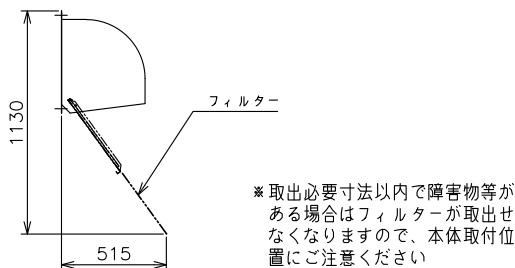 フィルター
1130
※取出必要寸法以内で障害物等が
ある場合はフィルターが取出せ
なくなりますので、本体取付位
置にご注意ください
515